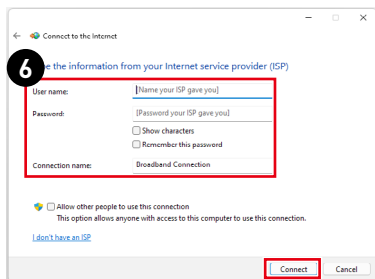 Connect to the Internet
6
the information from your Internet service provider (ISP)
User name: [Name your ISP gave you]
Password: [Password your ISP gave you]
Show characters
Remember this password
Connection name: Broadband Connection
Allow other people to use this connection
This option allows anyone with access to this computer to use this connection.
I don't have an ISP
Connect Cancel